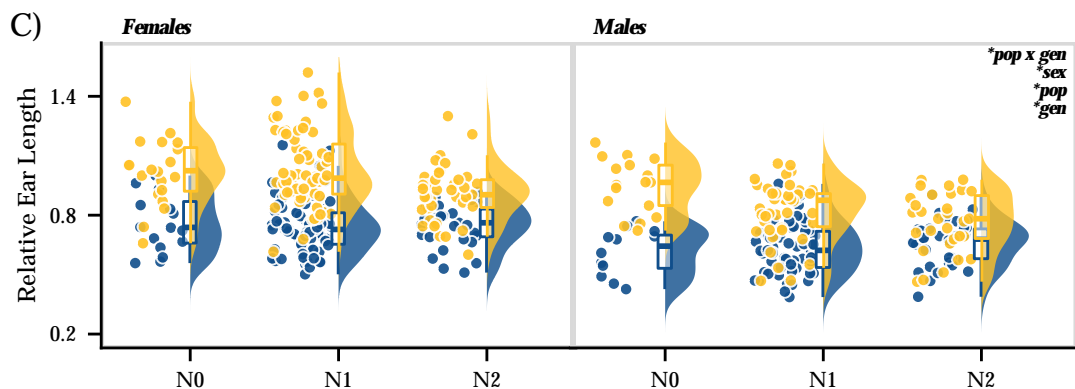 C)
Females
Males
*pop x gen
*sex
*pop
*gen
Relative Ear Length
1.4
0.8
0.2
N0
N1
N2
N0
N1
N2